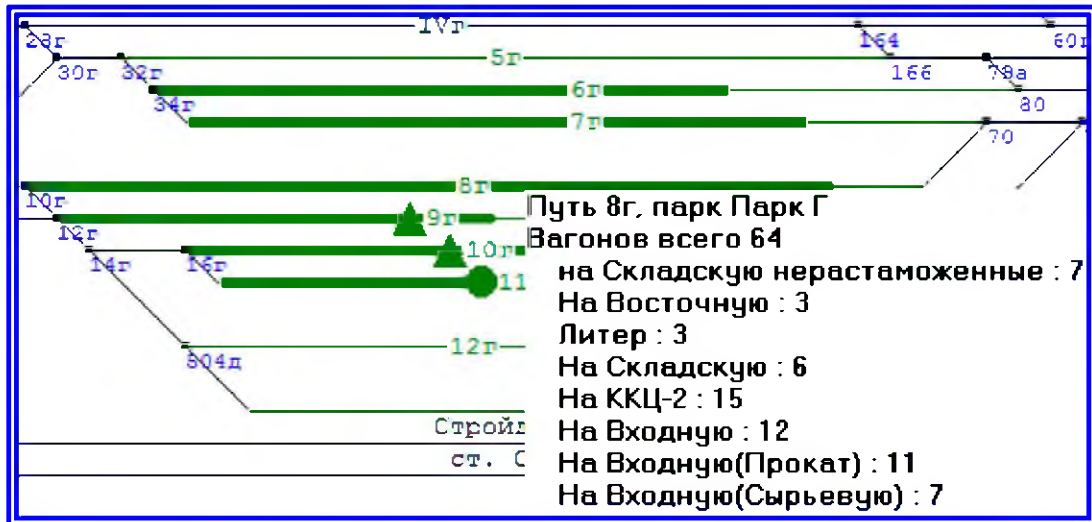 IVг
28г 164 60г
5г
30г 32г 166 78а
6г
34г 80
7г
70
8г
10г
Путь 8г, парк Парк Г
9г
12г
Вагонов всего 64
10г
14г 16г
на Складскую нерастаможенные : 7
11
На Восточную : 3
Литер : 3
12г
804д
На Складскую : 6
На ККЦ-2 : 15
Стройл
На Входную : 12
ст. С
На Входную(Прокат) : 11
На Входную(Сырьевую) : 7